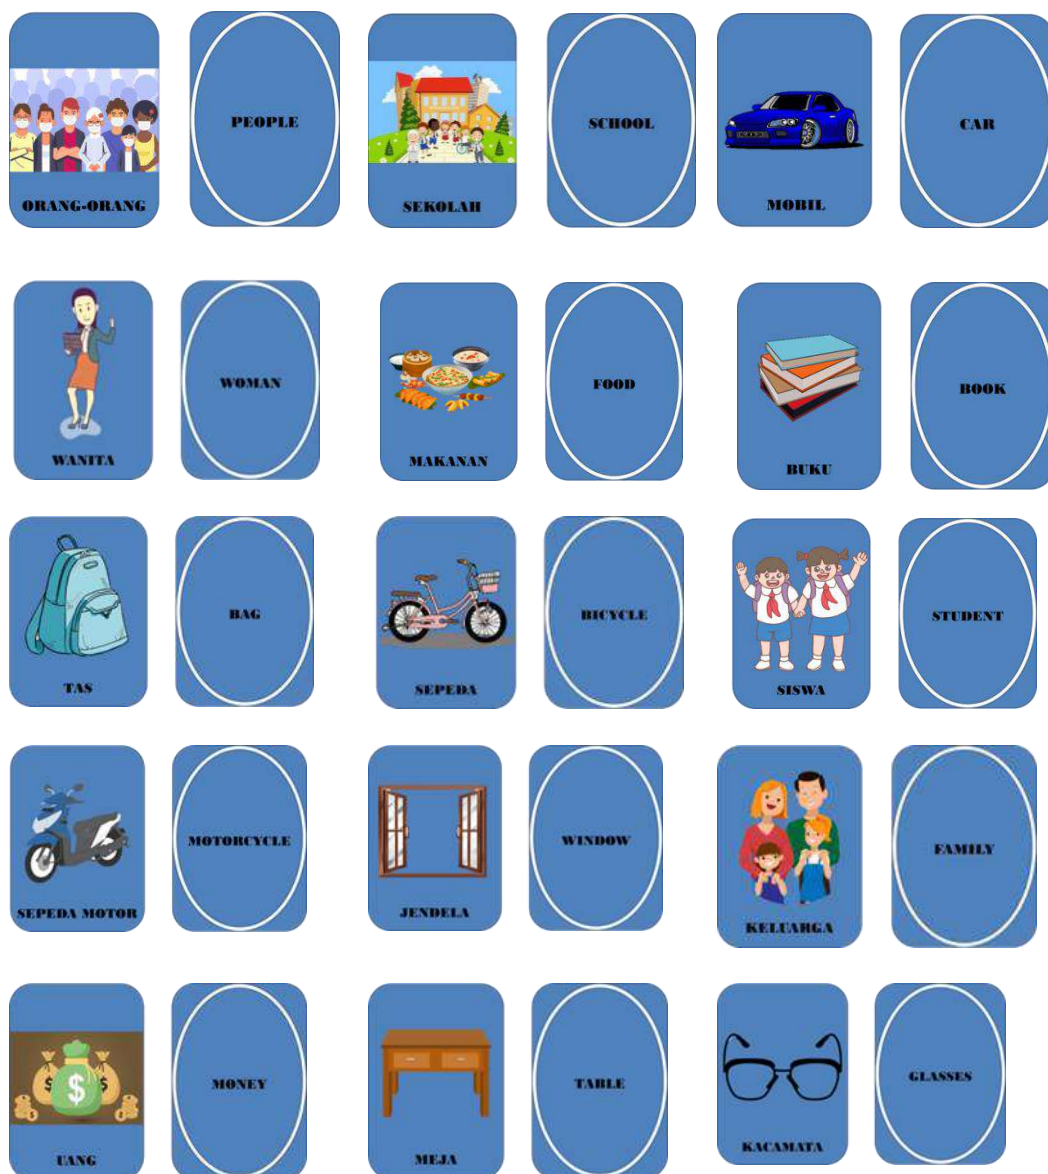 PEOPLE
SCHOOL
CAR
ORANG-ORANG
SEKOLAH
MOBIL
WOMAN
FOOD
BOOK
WANITA
MAKANAN
BUKU
BAG
BICYCLE
STUDENT
TAS
SEPEDA
SISWA
MOTORCYCLE
WINDOW
FAMILY
SEPEDA MOTOR
JENDELA
KELUARGA
MONEY
TABLE
GLASSES
UANG
MEJA
KACAMATA